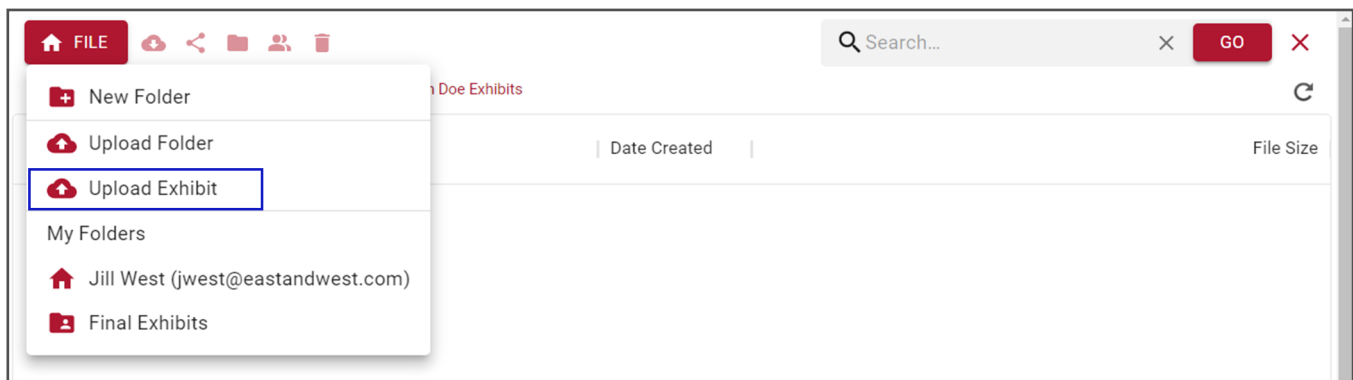 FILE
Search...
GO
New Folder
Doe Exhibits
Upload Folder
Date Created
File Size
Upload Exhibit
My Folders
Jill West (jwest@eastandwest.com)
Final Exhibits